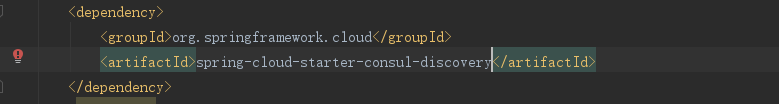 <dependency>
<groupId>org.springframework.cloud</groupId>
<artifactId>spring-cloud-starter-consul-discovery</artifactId>
</dependency>